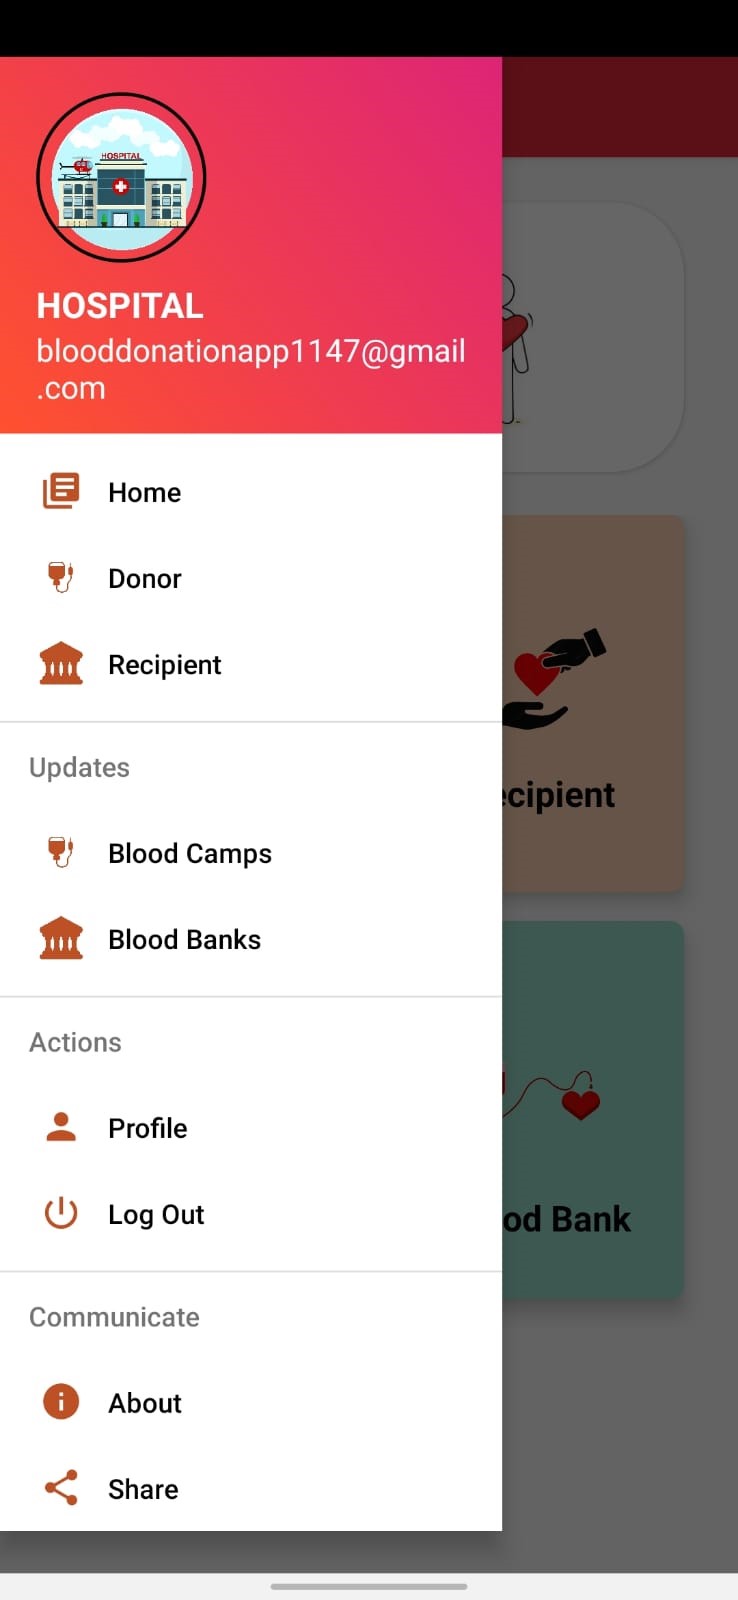 HOSPITAL
HOSPITAL
blooddonationapp1147@gmail
.com
Home
Donor
Recipient
cipient
Updates
Blood Camps
Blood Banks
od Bank
Actions
Profile
Log Out
Communicate
About
Share